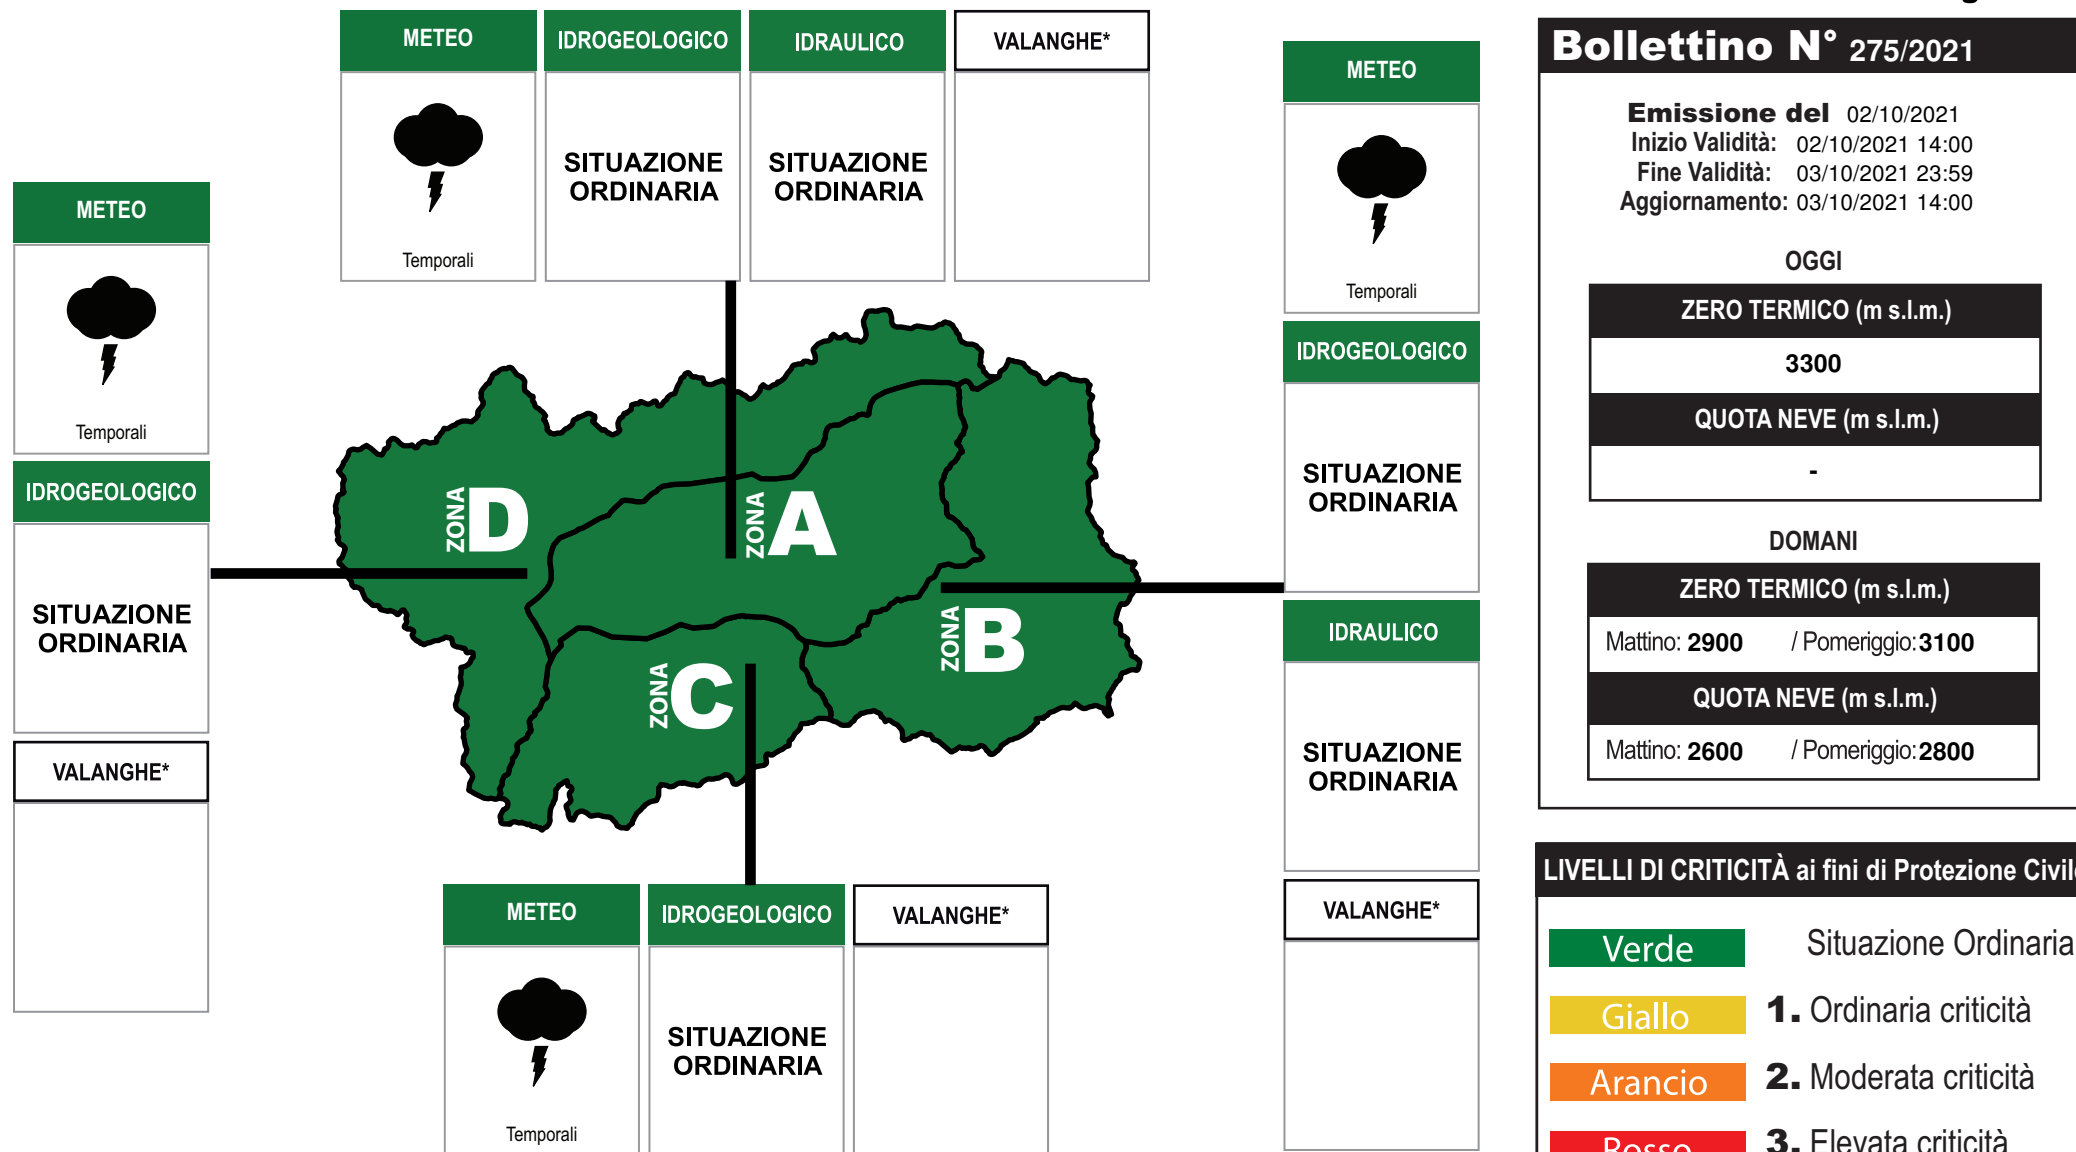 METEO
IDROGEOLOGICO
IDRAULICO
VALANGHE*
Temporali
SITUAZIONE
ORDINARIA
SITUAZIONE
ORDINARIA
METEO
Temporali
IDROGEOLOGICO
SITUAZIONE
ORDINARIA
VALANGHE*
METEO
Temporali
IDROGEOLOGICO
SITUAZIONE
ORDINARIA
IDRAULICO
SITUAZIONE
ORDINARIA
VALANGHE*
ZONA D
ZONA A
ZONA B
ZONA C
METEO
IDROGEOLOGICO
VALANGHE*
Temporali
SITUAZIONE
ORDINARIA
Bollettino N° 275/2021
Emissione del 02/10/2021
Inizio Validità: 02/10/2021 14:00
Fine Validità: 03/10/2021 23:59
Aggiornamento: 03/10/2021 14:00
OGGI
ZERO TERMICO (m s.l.m.)
3300
QUOTA NEVE (m s.l.m.)
-
DOMANI
ZERO TERMICO (m s.l.m.)
Mattino: 2900 / Pomeriggio: 3100
QUOTA NEVE (m s.l.m.)
Mattino: 2600 / Pomeriggio: 2800
LIVELLI DI CRITICITÀ ai fini di Protezione Civile
Verde Situazione Ordinaria
Giallo 1. Ordinaria criticità
Arancio 2. Moderata criticità
Rosso 3. Elevata criticità